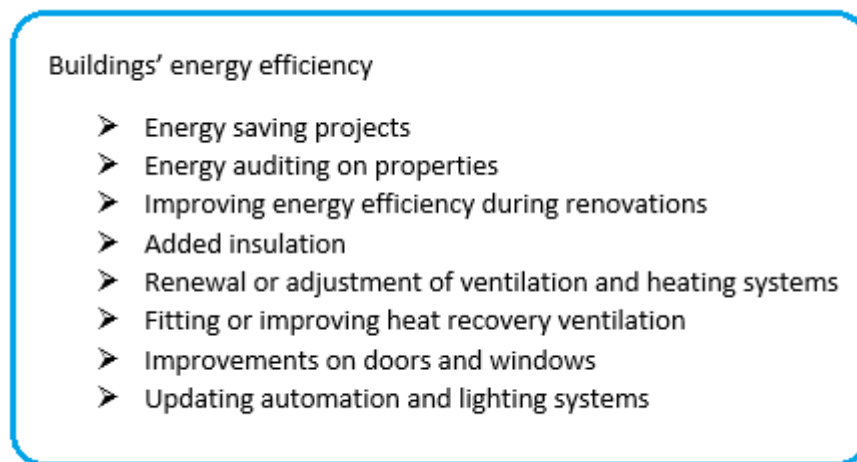 Buildings’ energy efficiency
➤ Energy saving projects
➤ Energy auditing on properties
➤ Improving energy efficiency during renovations
➤ Added insulation
➤ Renewal or adjustment of ventilation and heating systems
➤ Fitting or improving heat recovery ventilation
➤ Improvements on doors and windows
➤ Updating automation and lighting systems